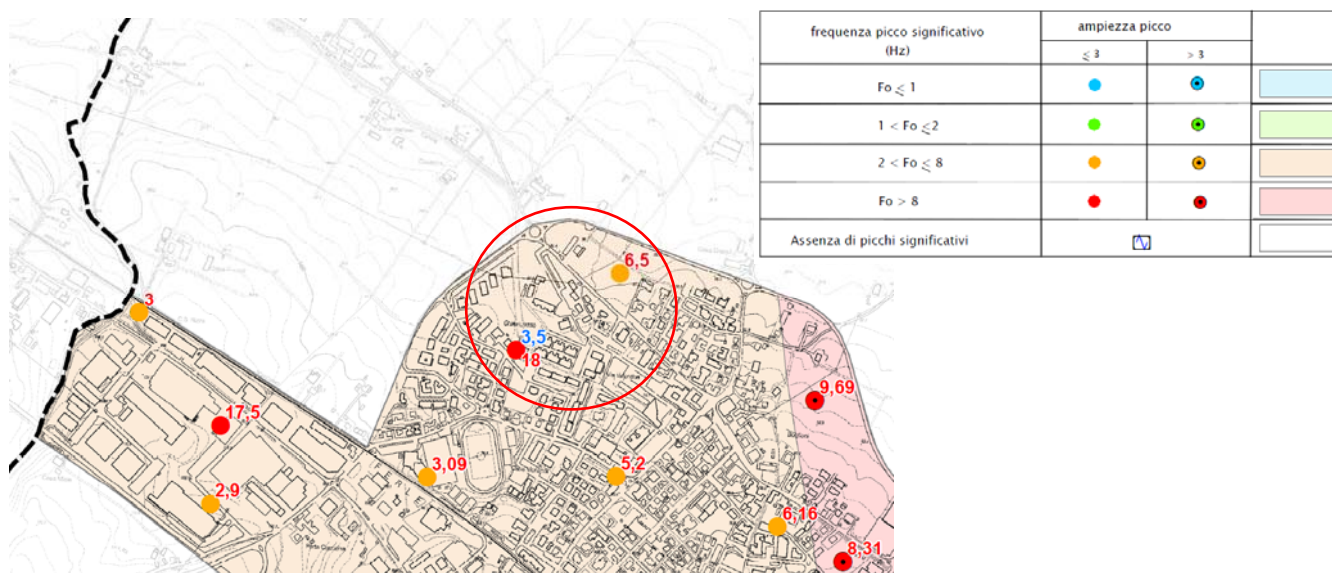 frequenza picco significativo
(Hz)
ampiezza picco
≤ 3
> 3
Fo ≤ 1
1 < Fo ≤2
2 < Fo ≤ 8
Fo > 8
Assenza di picchi significativi
6,5
3
3,5
18
9,69
17,5
3,09
5,2
2,9
6,16
8,31